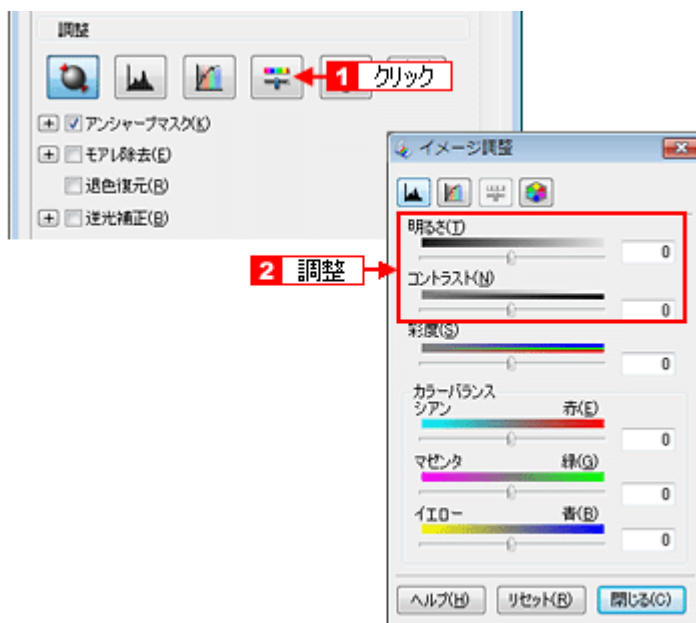 調整
1 クリック
アンシャープマスク(K)
モアレ除去(E)
退色復元(R)
逆光補正(B)
イメージ調整
明るさ(T)
0
2 調整
コントラスト(N)
0
彩度(S)
0
カラーバランス
シアン 赤(E)
0
マゼンタ 緑(G)
0
イエロー 青(B)
0
ヘルプ(H) リセット(R) 閉じる(C)